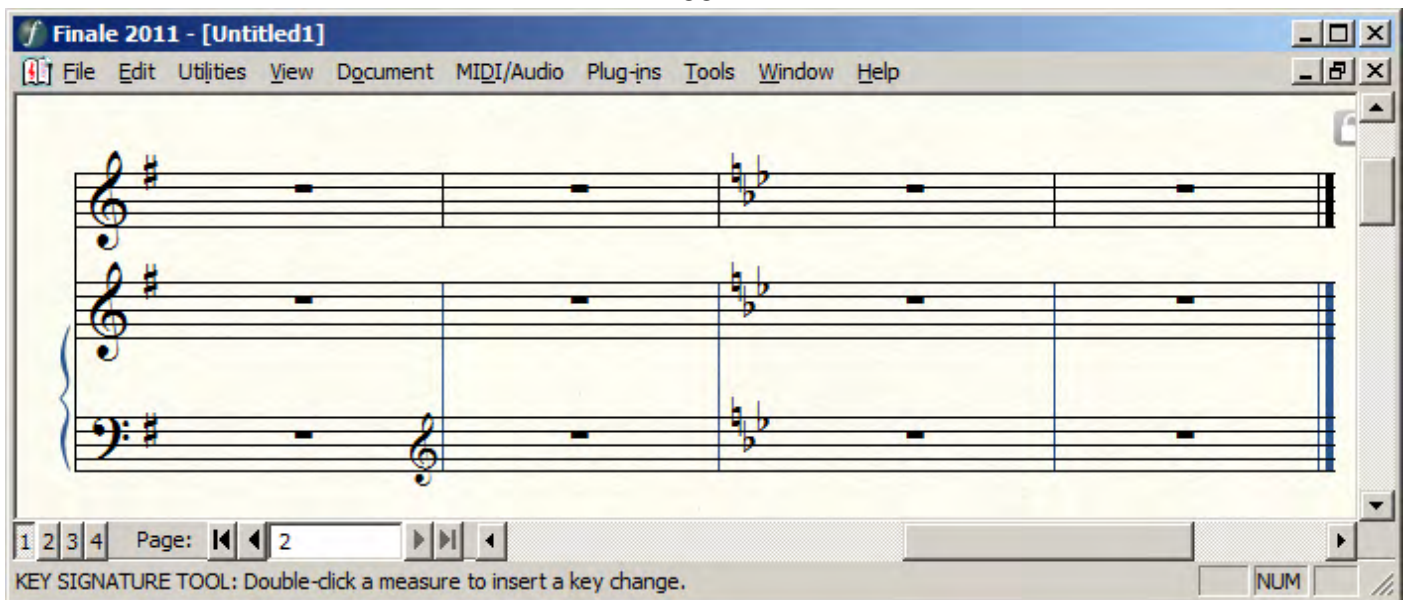 Finale 2011 - [Untitled1]
File Edit Utilities View Document MIDI/Audio Plug-ins Tools Window Help
1 2 3 4 Page: 2
KEY SIGNATURE TOOL: Double-click a measure to insert a key change. NUM